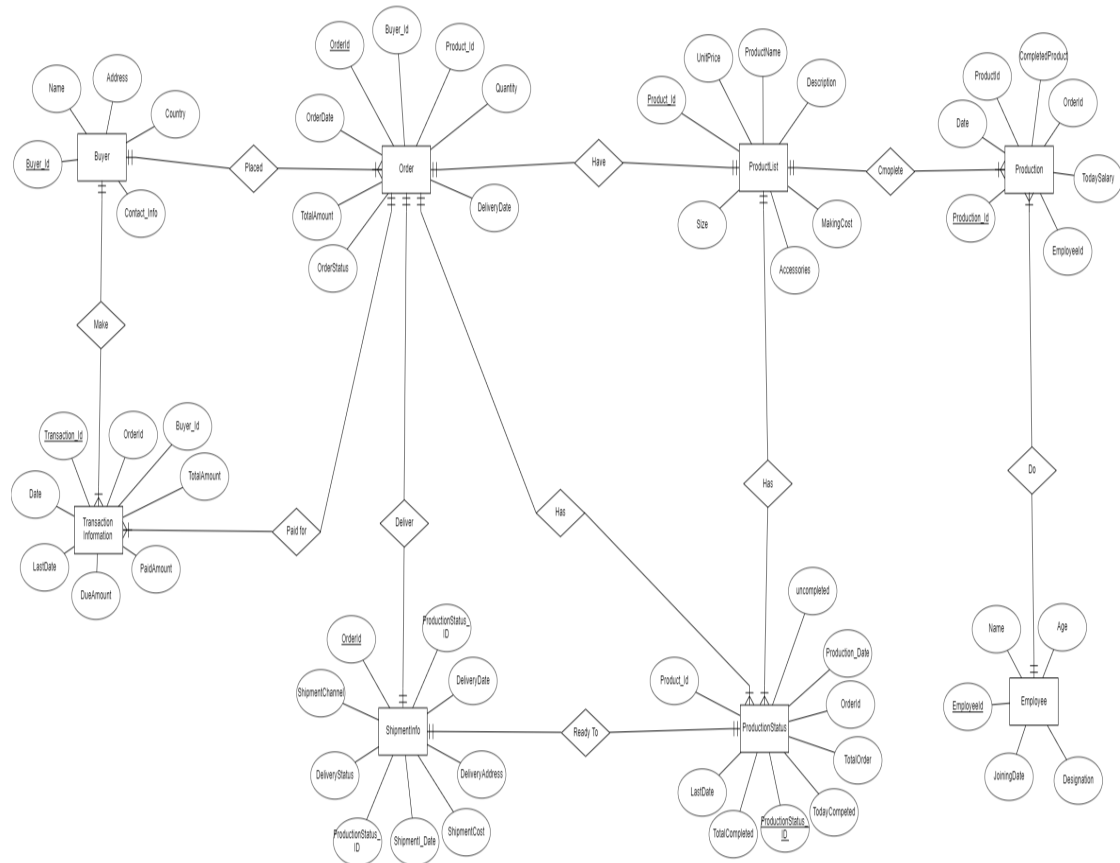 Buyer_Id
Product_Id
OrderId
ProductName
CompletedProduct
UnitPrice
ProductId
Address
Name
Description
Quantity
Product_Id
OrderId
OrderDate
Country
Date
Buyer_Id
Buyer
Placed
Order
Have
ProductList
Cmoplete
Production
TodaySalary
Contact_Info
TotalAmount
DeliveryDate
Size
MakingCost
Production_Id
EmployeeId
OrderStatus
Accessories
Make
Transaction_Id
OrderId
Buyer_Id
TotalAmount
Date
Transaction
Information
Paid for
Deliver
Has
Has
Do
LastDate
PaidAmount
DueAmount
uncompleted
ProductionStatus_
ID
OrderId
Name
Age
Production_Date
Product_Id
DeliveryDate
ShipmentChannel
OrderId
EmployeeId
Employee
ShipmentInfo
Ready To
ProductionStatus
TotalOrder
DeliveryStatus
DeliveryAddress
JoiningDate
Designation
LastDate
TodayCompeted
ProductionStatus_
ID
ShipmentI_Date
ShipmentCost
TotalCompleted
ProductionStatus_
ID